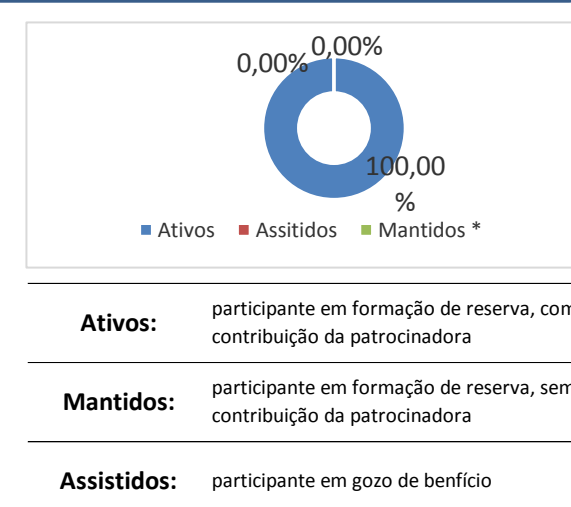 0,00% 0,00%
100,00
%
Ativos Assitidos Mantidos *
Ativos: participante em formação de reserva, com
contribuição da patrocinadora
Mantidos: participante em formação de reserva, sem
contribuição da patrocinadora
Assistidos: participante em gozo de benfício